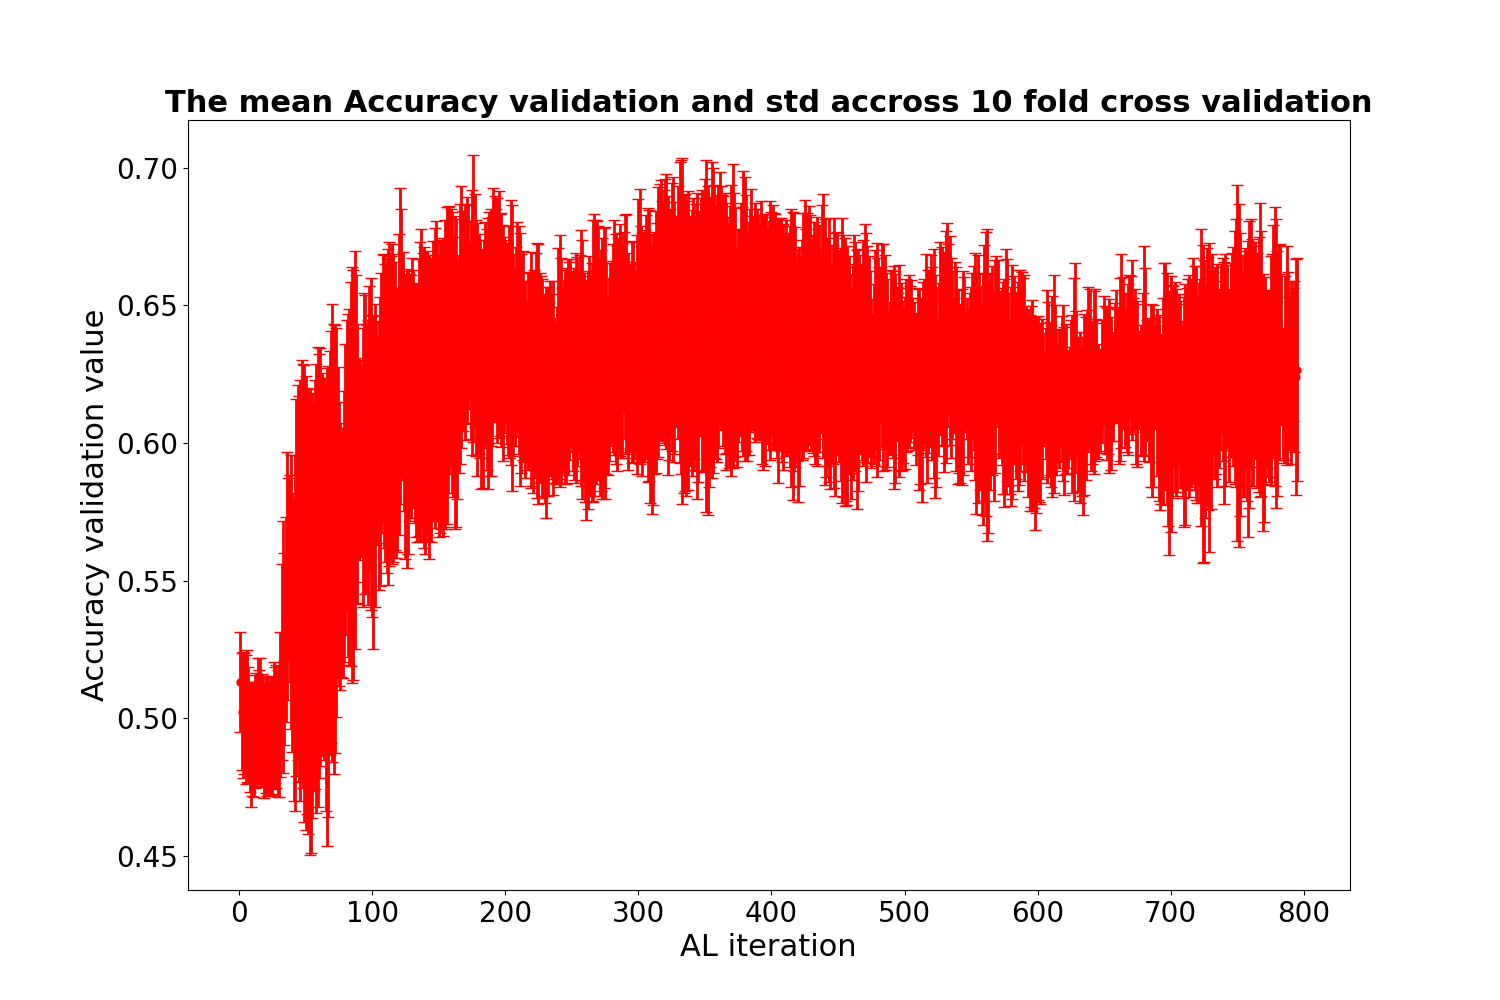 The mean Accuracy validation and std accross 10 fold cross validation
0.70
0.65
0.60
0.55
0.50
0.45
Accuracy validation value
0 100 200 300 400 500 600 700 800
AL iteration